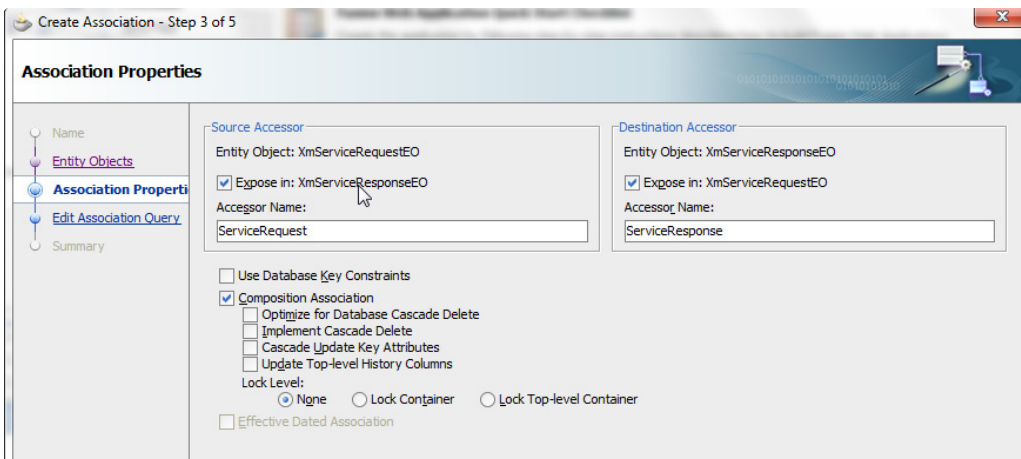 Create Association - Step 3 of 5
Association Properties
Name
Entity Objects
Association Properti
Edit Association Query
Summary
Source Accessor
Entity Object: XmServiceRequestEO
Expose in: XmServiceResponseEO
Accessor Name:
ServiceRequest
Destination Accessor
Entity Object: XmServiceResponseEO
Expose in: XmServiceRequestEO
Accessor Name:
ServiceResponse
Use Database Key Constraints
Composition Association
Optimize for Database Cascade Delete
Implement Cascade Delete
Cascade Update Key Attributes
Update Top-level History Columns
Lock Level:
None Lock Container Lock Top-level Container
Effective Dated Association